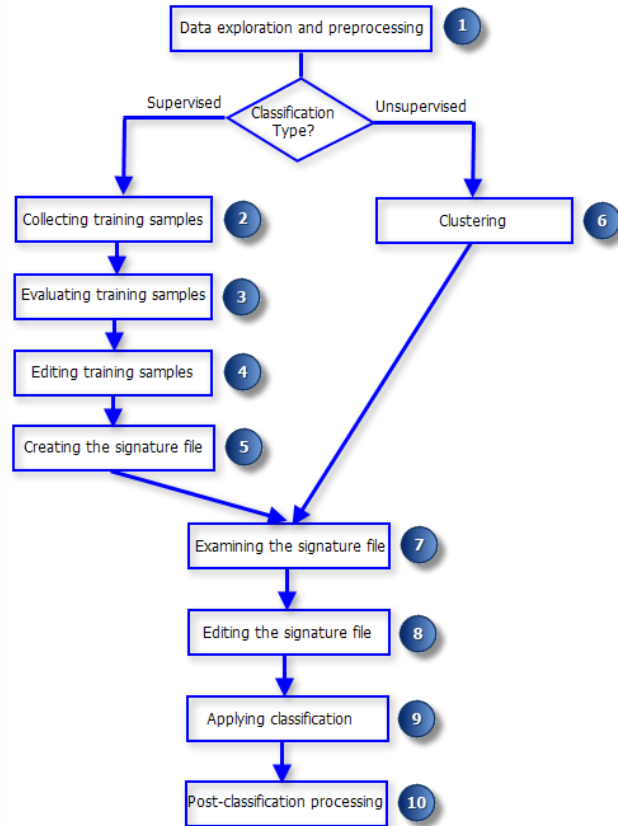 Data exploration and preprocessing
1
Supervised
Classification
Type?
Unsupervised
Collecting training samples
2
Clustering
6
Evaluating training samples
3
Editing training samples
4
Creating the signature file
5
Examining the signature file
7
Editing the signature file
8
Applying classification
9
Post-classification processing
10